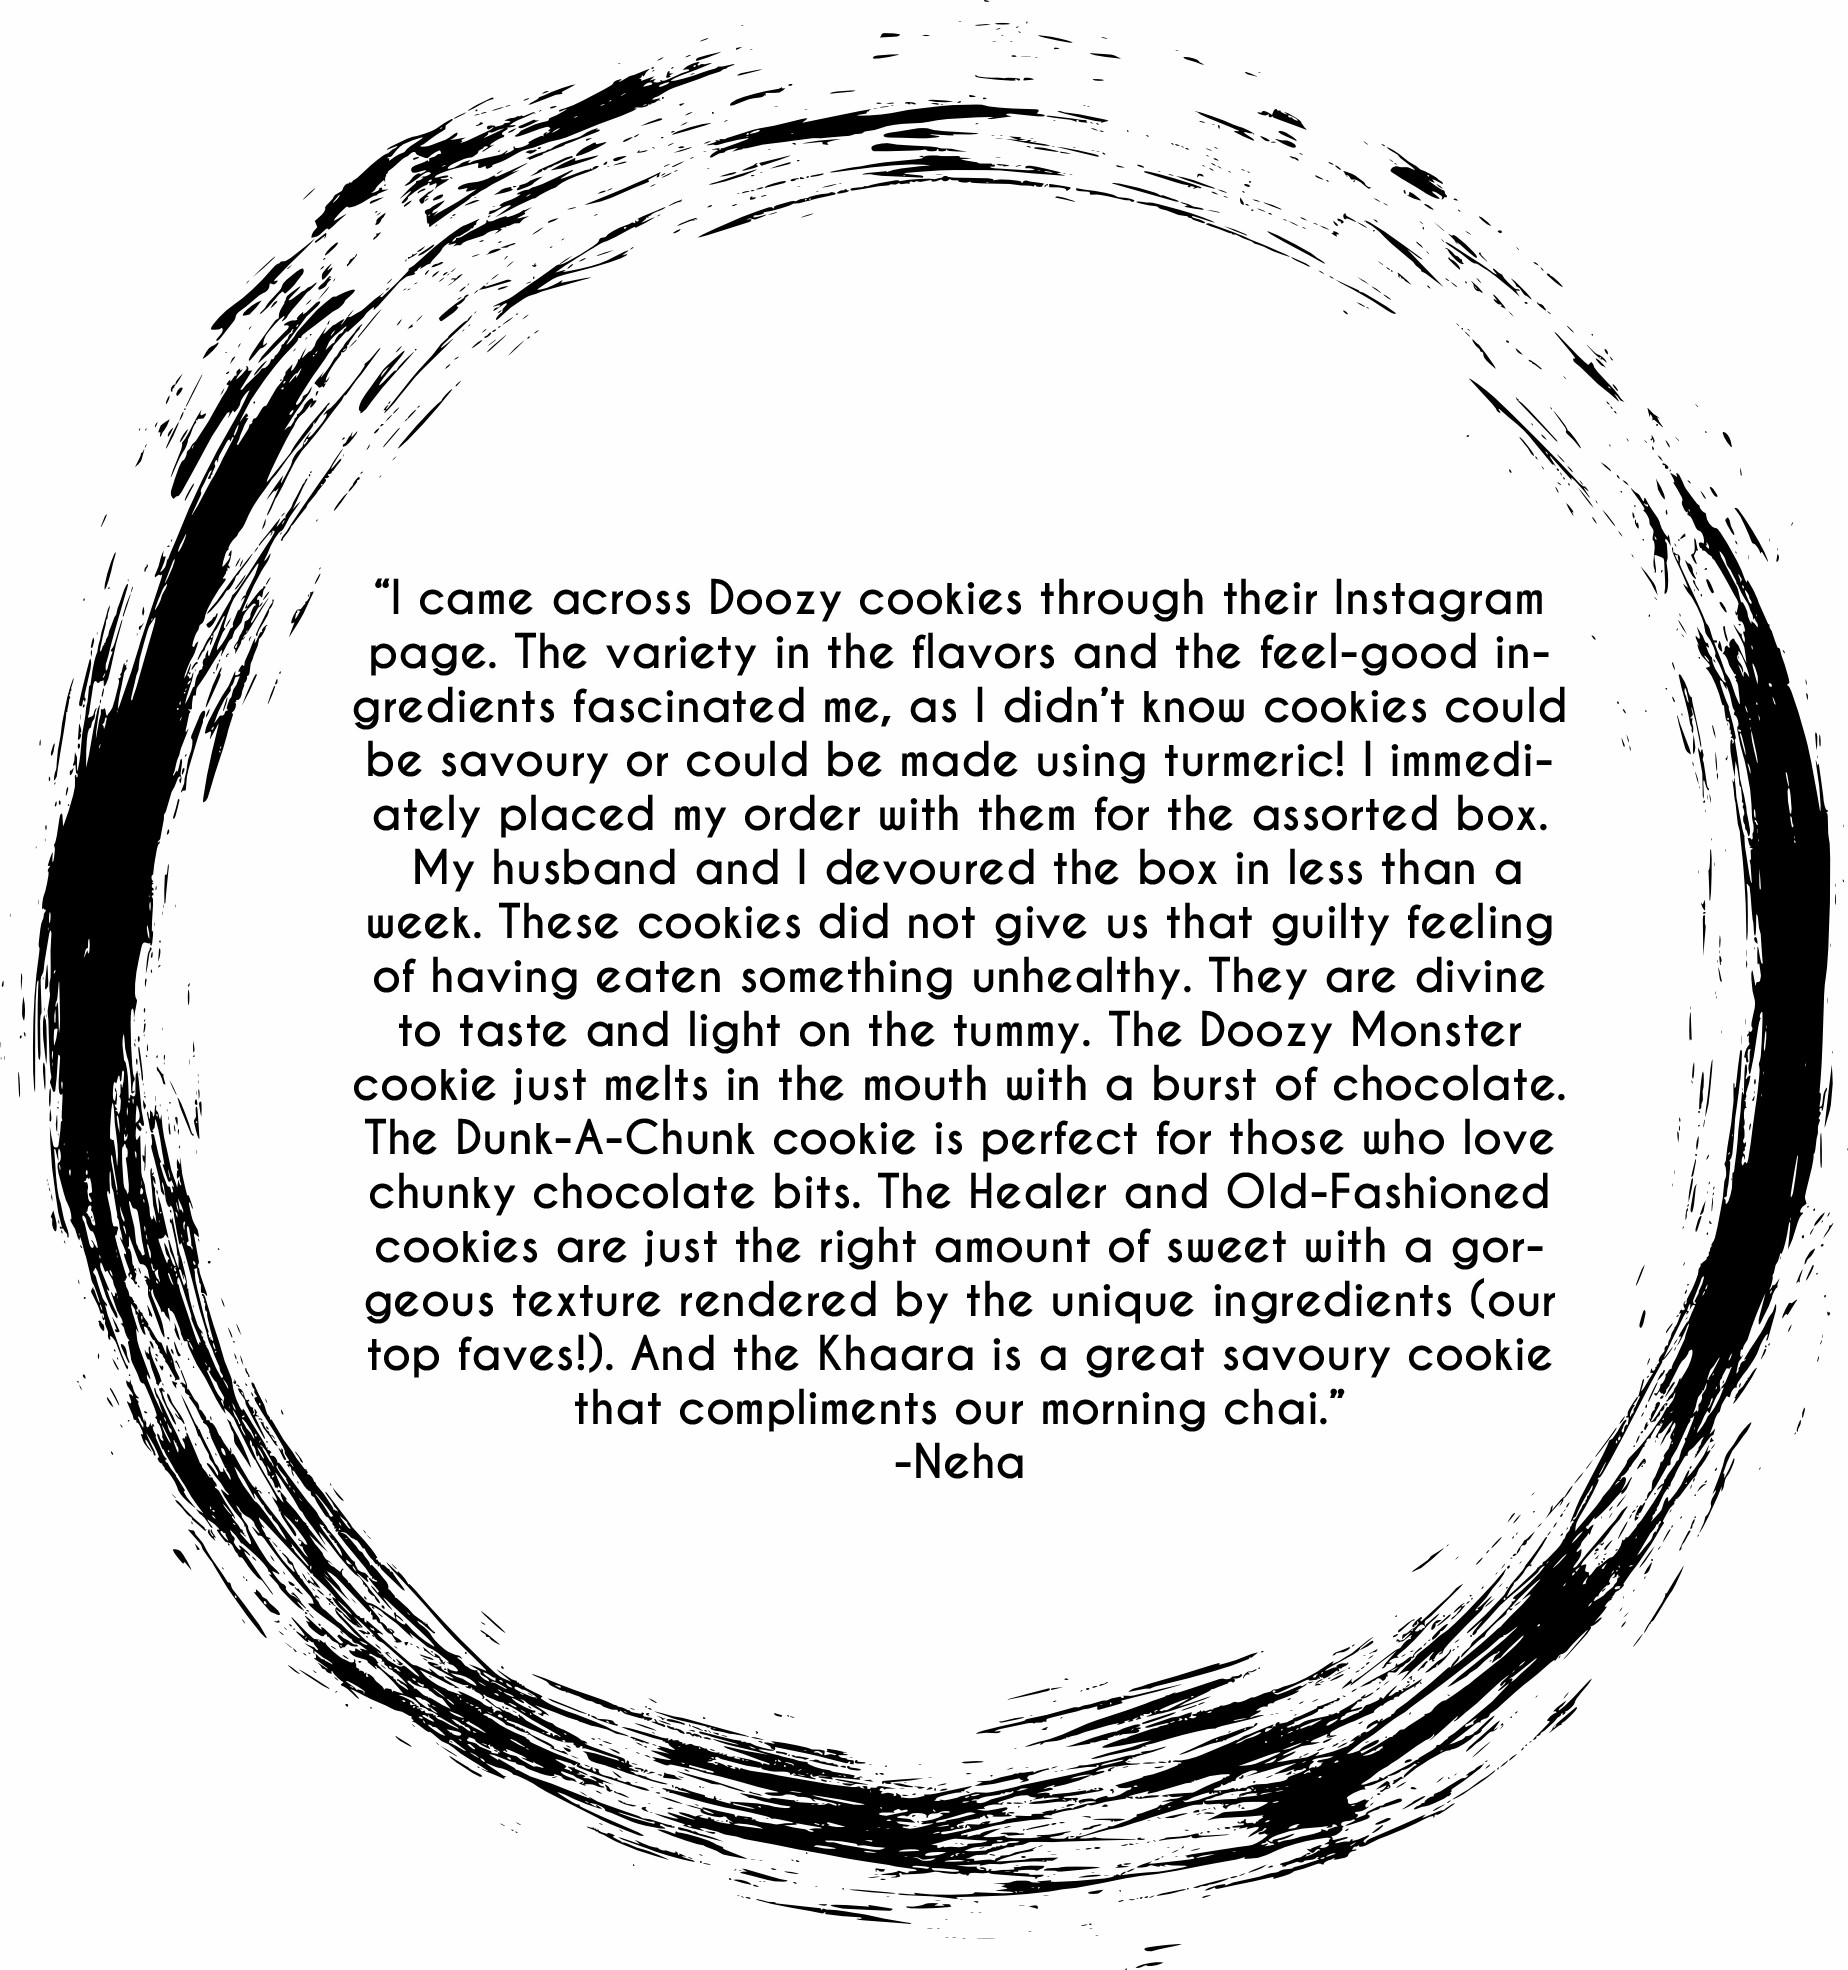 “I came across Doozy cookies through their Instagram
page. The variety in the flavors and the feel-good in-
gredients fascinated me, as I didn’t know cookies could
be savoury or could be made using turmeric! I immedi-
ately placed my order with them for the assorted box.
My husband and I devoured the box in less than a
week. These cookies did not give us that guilty feeling
of having eaten something unhealthy. They are divine
to taste and light on the tummy. The Doozy Monster
cookie just melts in the mouth with a burst of chocolate.
The Dunk-A-Chunk cookie is perfect for those who love
chunky chocolate bits. The Healer and Old-Fashioned
cookies are just the right amount of sweet with a gor-
geous texture rendered by the unique ingredients (our
top faves!). And the Khaara is a great savoury cookie
that compliments our morning chai.”
-Neha